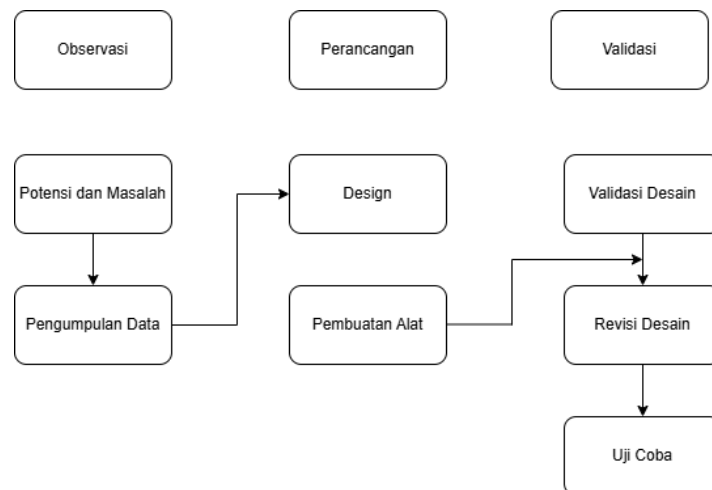 Observasi
Perancangan
Validasi
Potensi dan Masalah
Design
Validasi Desain
Pengumpulan Data
Pembuatan Alat
Revisi Desain
Uji Coba